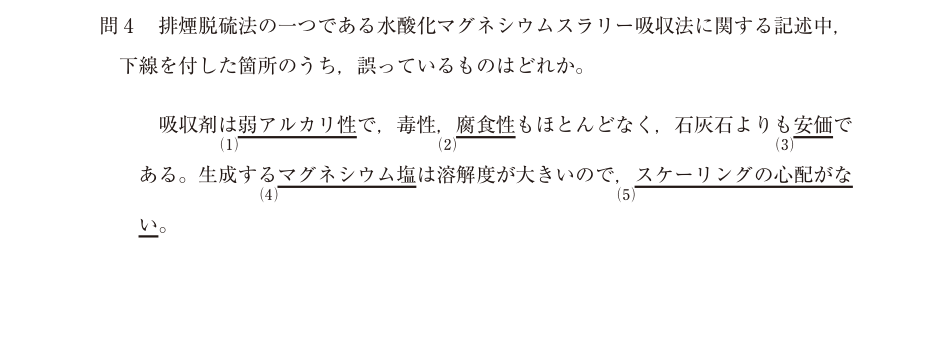 問4　排煙脱硫法の一つである水酸化マグネシウムスラリー吸収法に関する記述中，
下線を付した箇所のうち，誤っているものはどれか。
吸収剤は(1)弱アルカリ性で，毒性，(2)腐食性もほとんどなく，石灰石よりも(3)安価で
ある。生成する(4)マグネシウム塩は溶解度が大きいので，(5)スケーリングの心配がな
い。